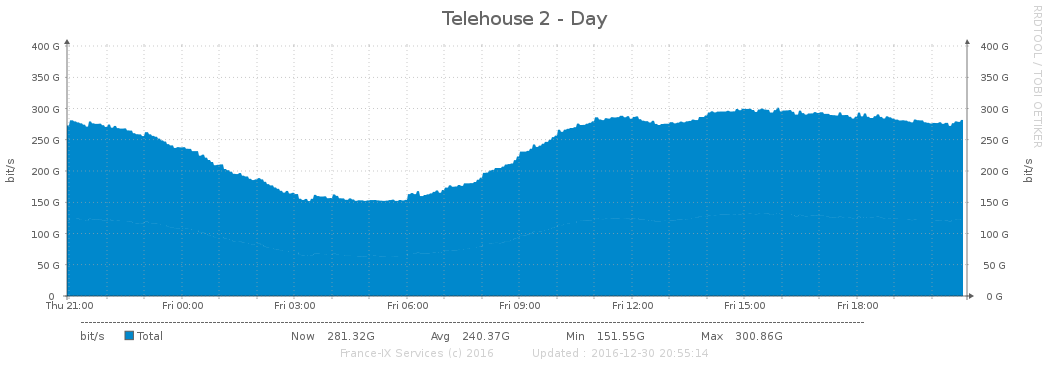 Telehouse 2 - Day
RRDTOOL / TOBI OETIKER
400 G 400 G
350 G 350 G
300 G 300 G
250 G 250 G
200 G 200 G
150 G 150 G
100 G 100 G
50 G 50 G
0 0 G
bit/s bit/s
Thu 21:00 Fri 00:00 Fri 03:00 Fri 06:00 Fri 09:00 Fri 12:00 Fri 15:00 Fri 18:00
bit/s Total Now 281.32G Avg 240.37G Min 151.55G Max 300.86G
France-IX Services (c) 2016 Updated : 2016-12-30 20:55:14